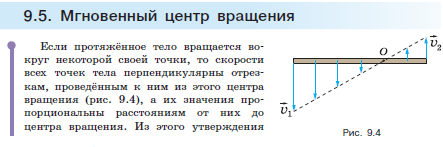 9.5. Мгновенный центр вращения
Если протяжённое тело вращается во-
круг некоторой своей точки, то скорости
всех точек тела перпендикулярны отрез-
кам, проведённым к ним из этого центра
вращения (рис. 9.4), а их значения про-
порциональны расстояниям от них до
центра вращения. Из этого утверждения
O
v₂
v₁
Рис. 9.4